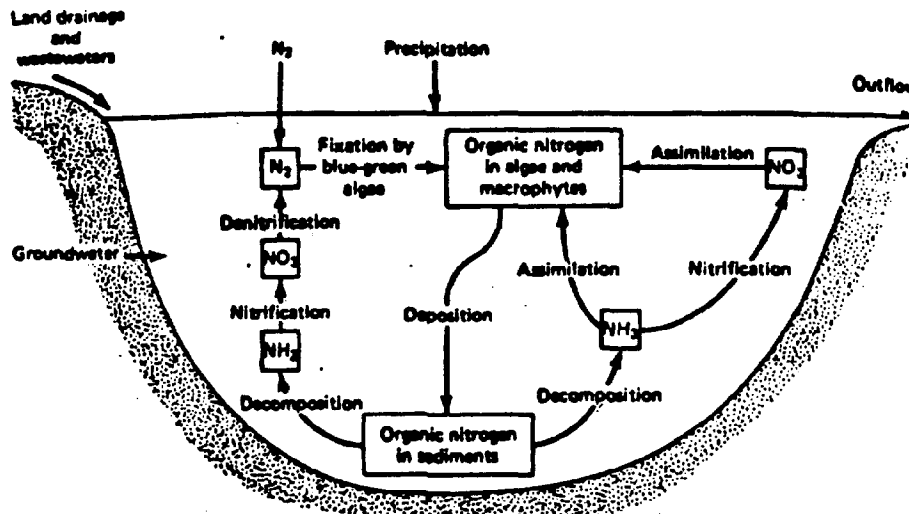 Land drainage
and
wastewaters
N₂
Precipitation
Outflow
N₂
Fixation by
blue-green
algae
Organic nitrogen
in algae and
macrophytes
Assimilation
NO₃
Denitrification
Groundwater
NO₃
Assimilation
Nitrification
Nitrification
Deposition
NH₃
NH₃
Decomposition
Decomposition
Organic nitrogen
in sediments